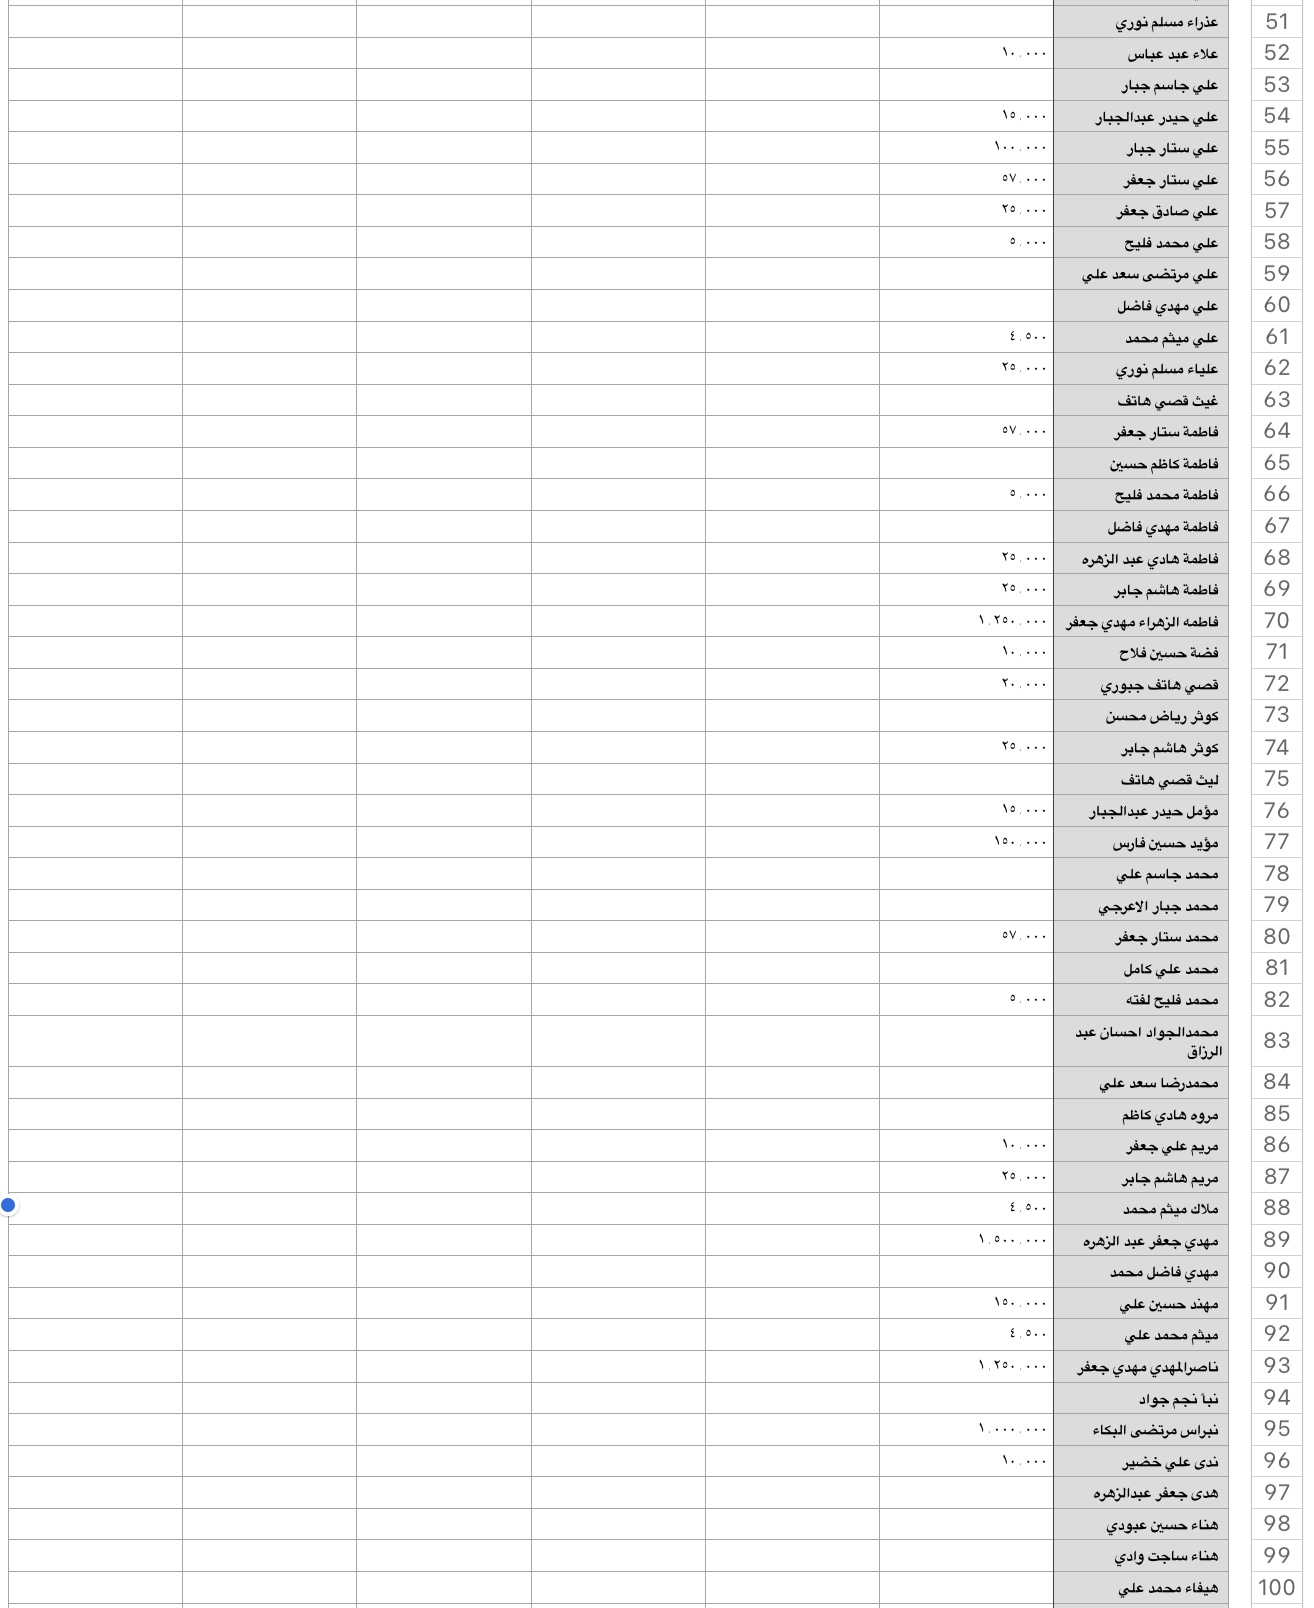 51 عذراء مسلم نوري
52 علاء عبد عباس ١٠.٠٠٠
53 علي جاسم جبار
54 علي حيدر عبدالجبار ١٥.٠٠٠
55 علي ستار جبار ١٠٠.٠٠٠
56 علي ستار جعفر ٥٧.٠٠٠
57 علي صادق جعفر ٢٥.٠٠٠
58 علي محمد فليح ٥.٠٠٠
59 علي مرتضى سعد علي
60 علي مهدي فاضل
61 علي ميثم محمد ٤.٥٠٠
62 علياء مسلم نوري ٢٥.٠٠٠
63 غيث قصي هاتف
64 فاطمة ستار جعفر ٥٧.٠٠٠
65 فاطمة كاظم حسين
66 فاطمة محمد فليح ٥.٠٠٠
67 فاطمة مهدي فاضل
68 فاطمة هادي عبد الزهره ٢٥.٠٠٠
69 فاطمة هاشم جابر ٢٥.٠٠٠
70 فاطمه الزهراء مهدي جعفر ١.٢٥٠.٠٠٠
71 فضة حسين فلاح ١٠.٠٠٠
72 قصي هاتف جبوري ٢٠.٠٠٠
73 كوثر رياض محسن
74 كوثر هاشم جابر ٢٥.٠٠٠
75 ليث قصي هاتف
76 مؤمل حيدر عبدالجبار ١٥.٠٠٠
77 مؤيد حسين فارس ١٥٠.٠٠٠
78 محمد جاسم علي
79 محمد جبار الاعرجي
80 محمد ستار جعفر ٥٧.٠٠٠
81 محمد علي كامل
82 محمد فليح لفته ٥.٠٠٠
83 محمدالجواد احسان عبد
الرزاق
84 محمدرضا سعد علي
85 مروه هادي كاظم
86 مريم علي جعفر ١٠.٠٠٠
87 مريم هاشم جابر ٢٥.٠٠٠
88 ملاك ميثم محمد ٤.٥٠٠
89 مهدي جعفر عبد الزهره ١.٥٠٠.٠٠٠
90 مهدي فاضل محمد
91 مهند حسين علي ١٥٠.٠٠٠
92 ميثم محمد علي ٤.٥٠٠
93 ناصرالمهدي مهدي جعفر ١.٢٥٠.٠٠٠
94 نبأ نجم جواد
95 نبراس مرتضى البكاء ١.٠٠٠.٠٠٠
96 ندى علي خضير ١٠.٠٠٠
97 هدى جعفر عبدالزهره
98 هناء حسين عبودي
99 هناء ساجت وادي
100 هيفاء محمد علي